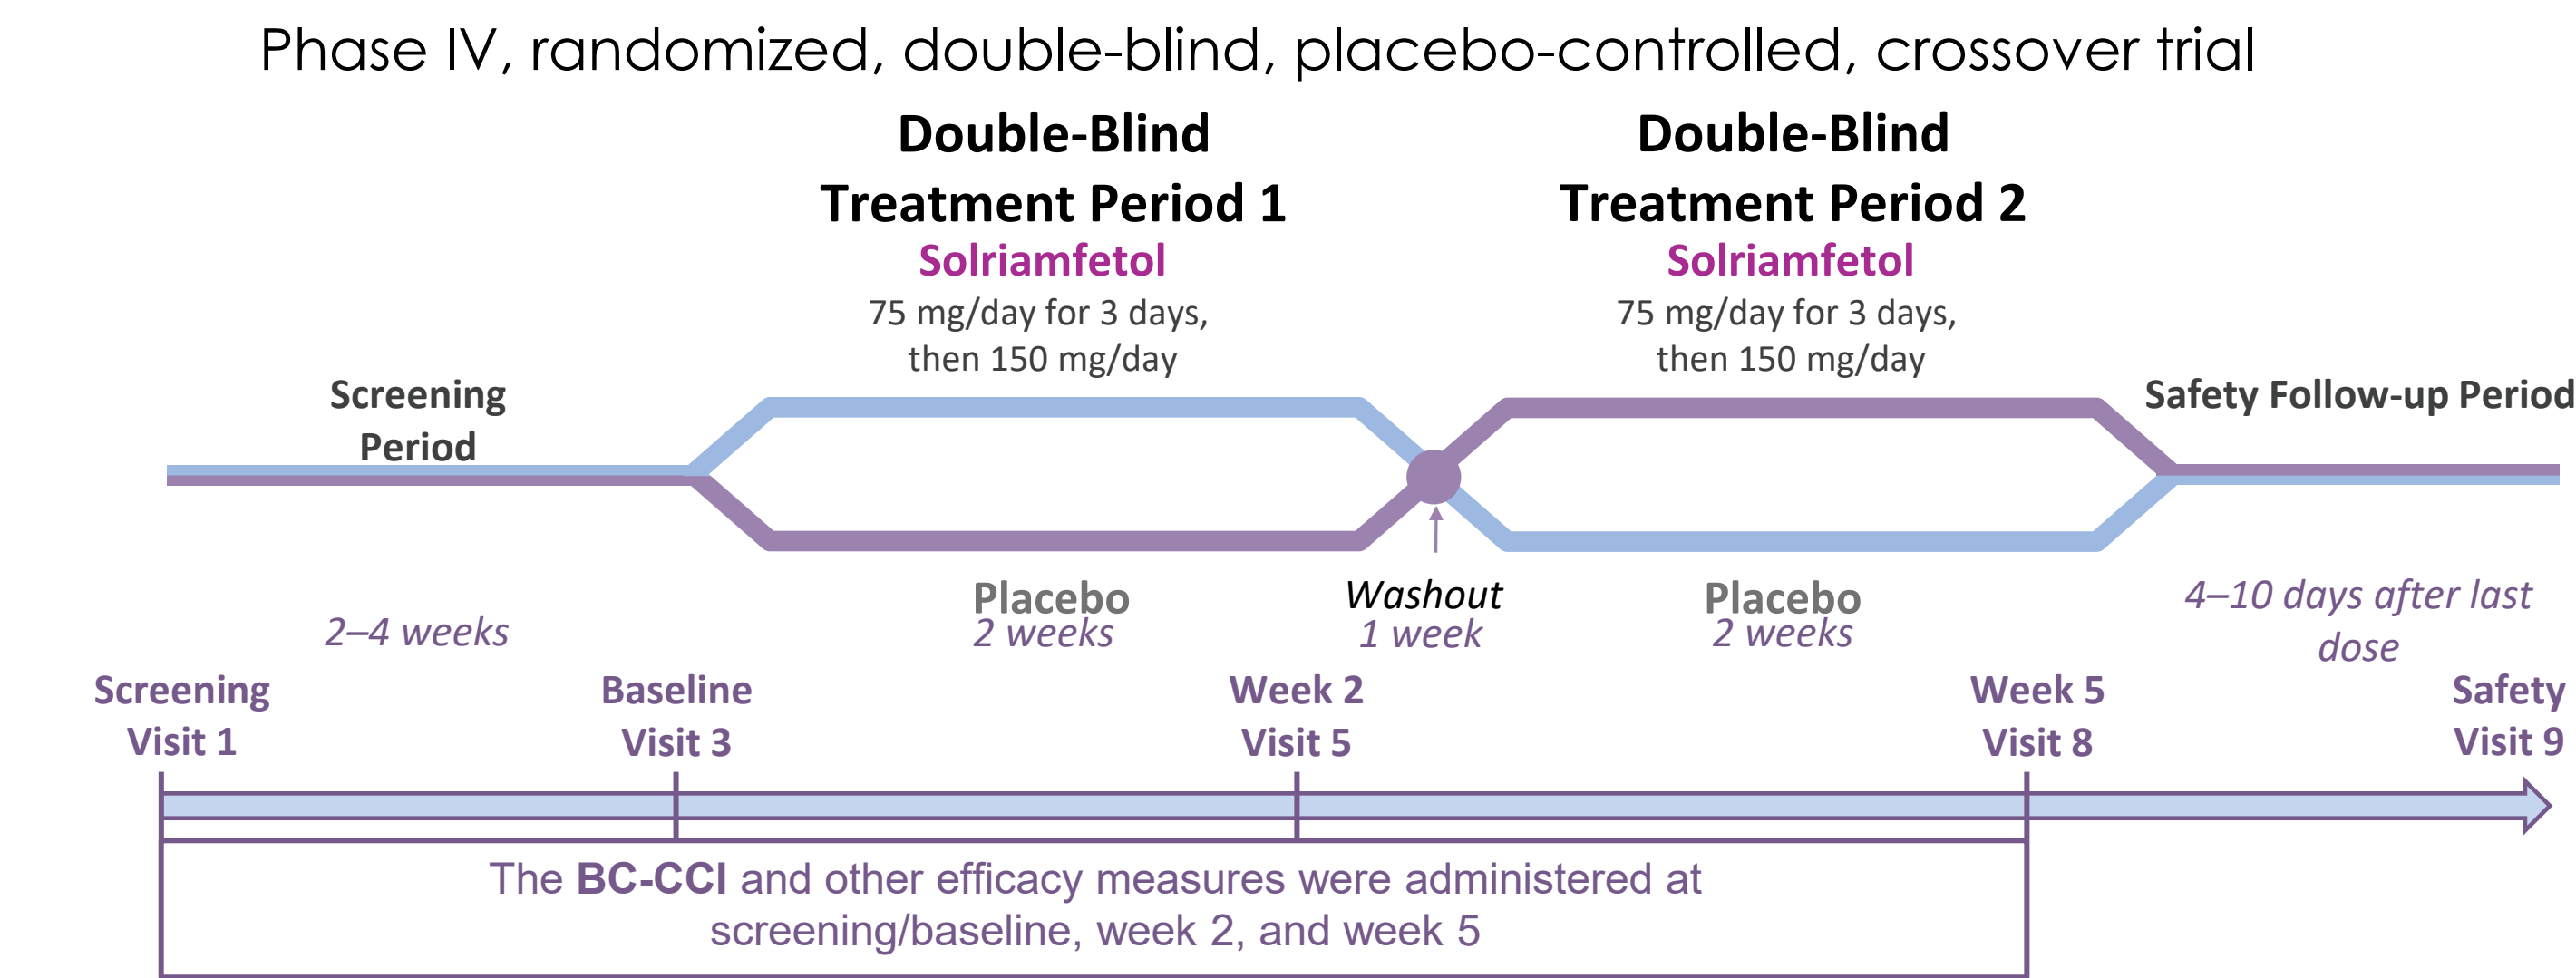 Phase IV, randomized, double-blind, placebo-controlled, crossover trial
Double-Blind
Treatment Period 1
Solriamfetol
75 mg/day for 3 days,
then 150 mg/day
Double-Blind
Treatment Period 2
Solriamfetol
75 mg/day for 3 days,
then 150 mg/day
Screening
Period
Safety Follow-up Period
2–4 weeks
Placebo
2 weeks
Washout
1 week
Placebo
2 weeks
4–10 days after last
dose
Screening
Visit 1
Baseline
Visit 3
Week 2
Visit 5
Week 5
Visit 8
Safety
Visit 9
The BC-CCI and other efficacy measures were administered at
screening/baseline, week 2, and week 5